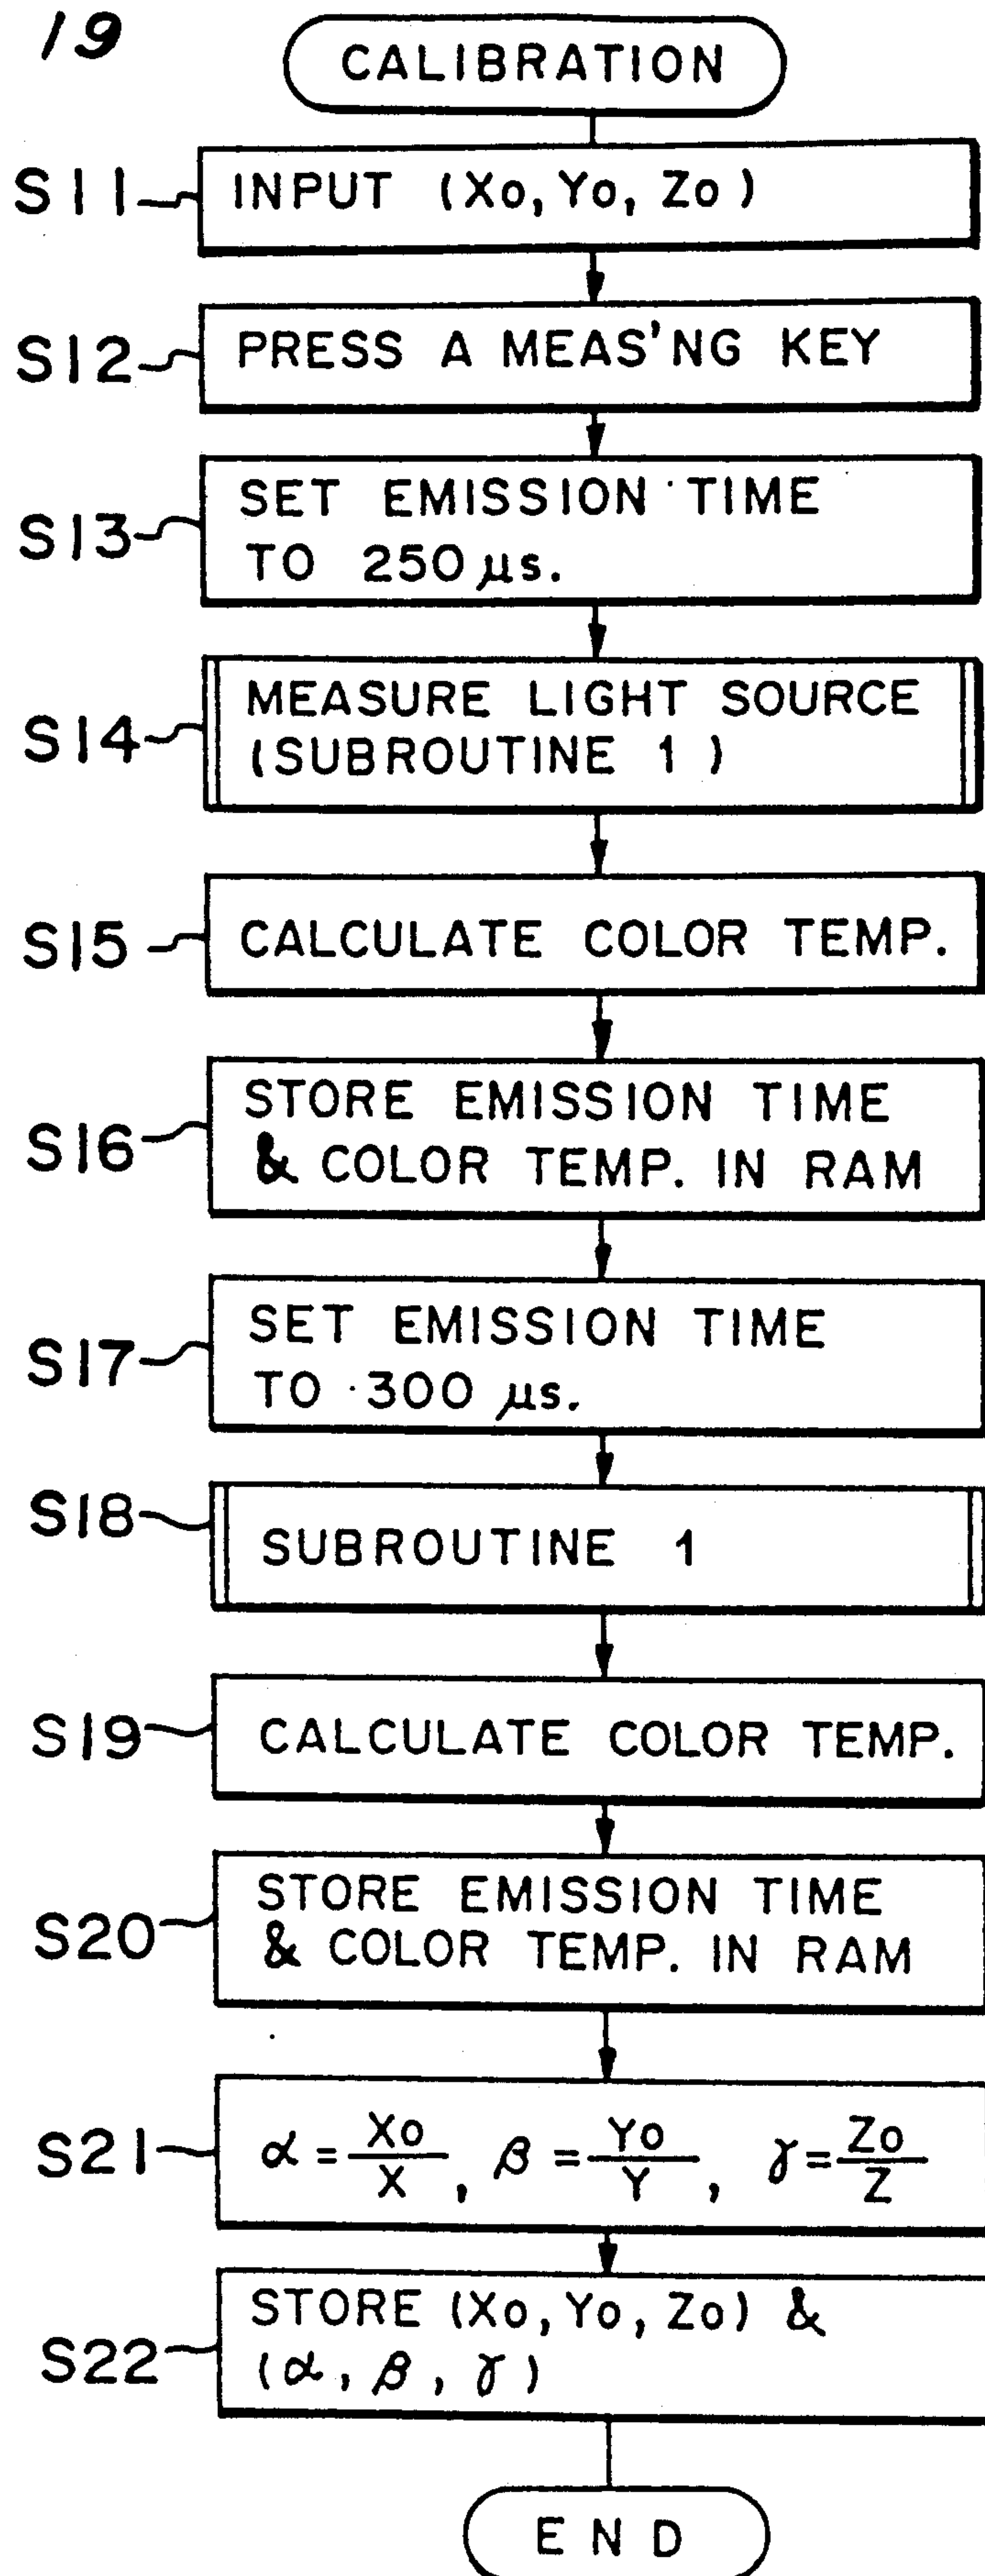 19
CALIBRATION
S11
INPUT (Xo, Yo, Zo)
S12
PRESS A MEAS'NG KEY
S13
SET EMISSION TIME
TO 250 μs.
S14
MEASURE LIGHT SOURCE
(SUBROUTINE 1)
S15
CALCULATE COLOR TEMP.
S16
STORE EMISSION TIME
& COLOR TEMP. IN RAM
S17
SET EMISSION TIME
TO 300 μs.
S18
SUBROUTINE 1
S19
CALCULATE COLOR TEMP.
S20
STORE EMISSION TIME
& COLOR TEMP. IN RAM
S21
α = Xo/X, β = Yo/Y, γ = Zo/Z
S22
STORE (Xo, Yo, Zo) &
(α, β, γ)
END